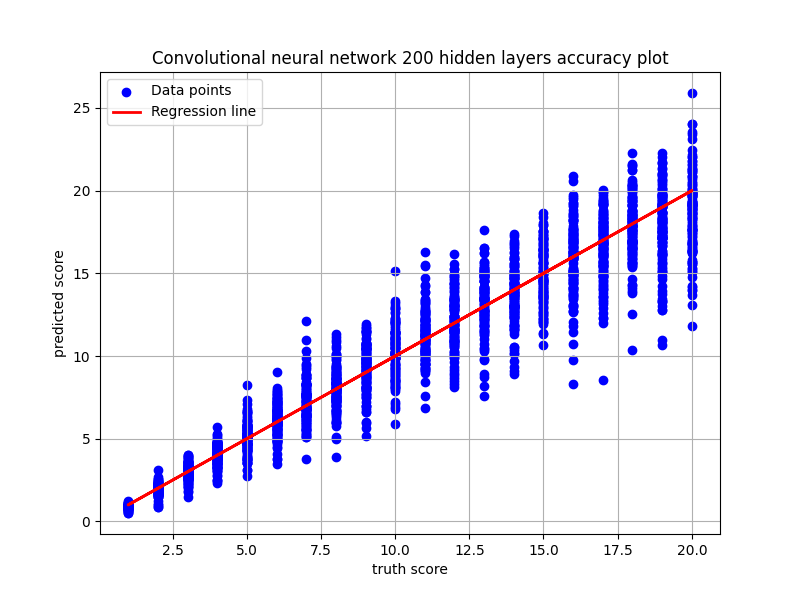 Convolutional neural network 200 hidden layers accuracy plot
Data points
Regression line
predicted score
25
20
15
10
5
0
2.5 5.0 7.5 10.0 12.5 15.0 17.5 20.0
truth score